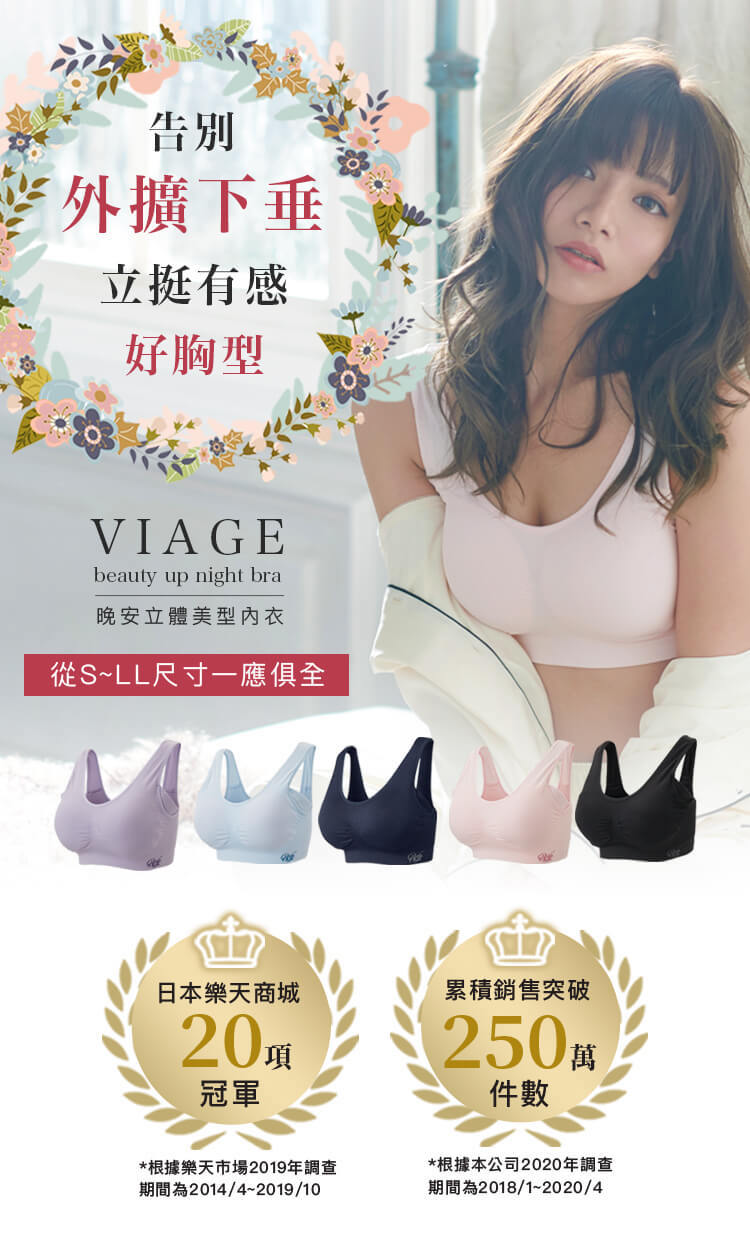 告別
外擴下垂
立挺有感
好胸型
VIAGE
beauty up night bra
晚安立體美型內衣
從S~LL尺寸一應俱全
日本樂天商城
20項
冠軍
累積銷售突破
250萬
件數
*根據樂天市場2019年調查
期間為2014/4~2019/10
*根據本公司2020年調查
期間為2018/1~2020/4